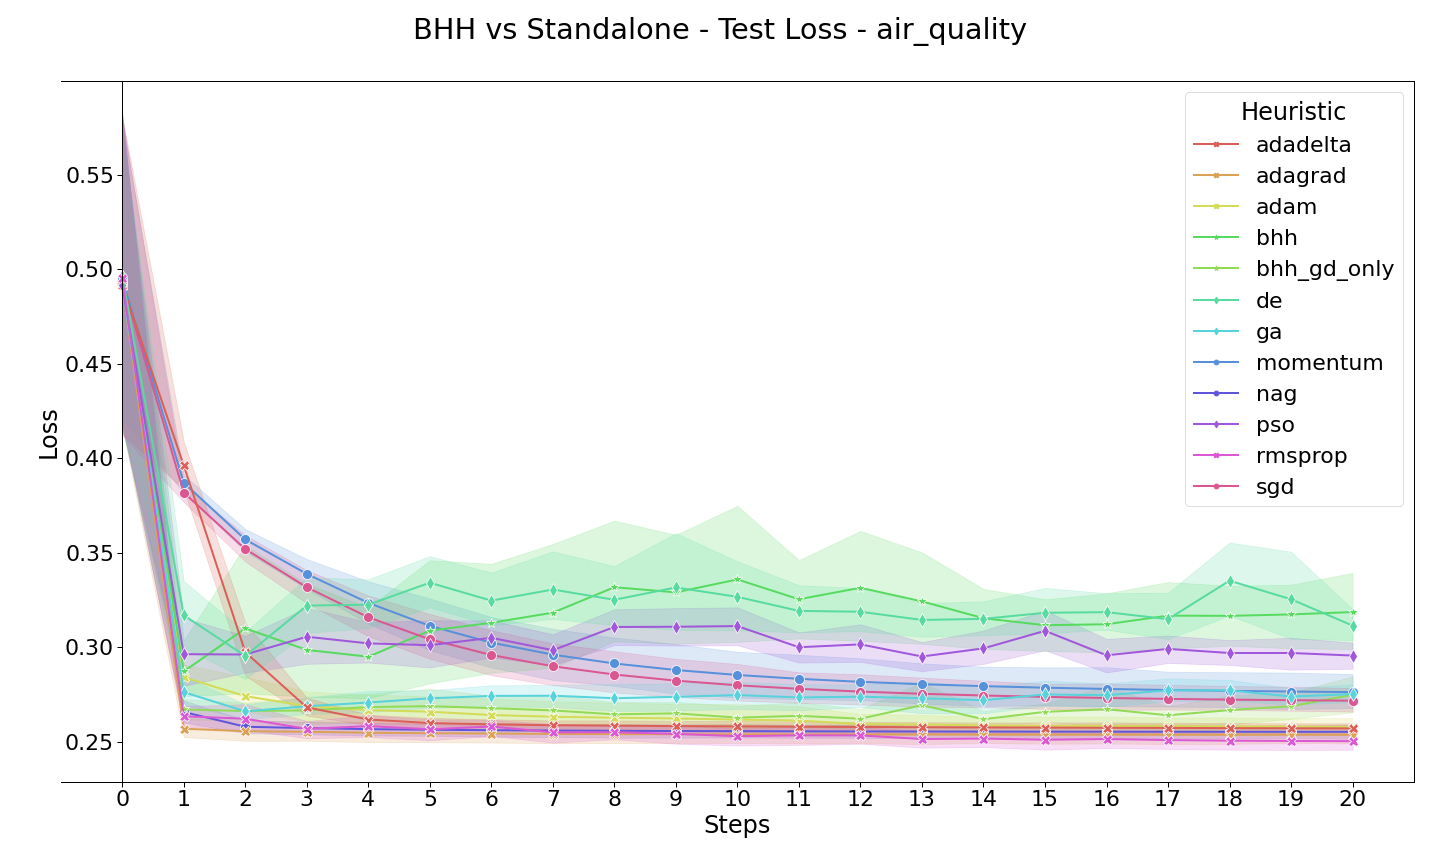 BHH vs Standalone - Test Loss - air_quality
Heuristic
adadelta
adagrad
adam
bhh
bhh_gd_only
de
ga
momentum
nag
pso
rmsprop
sgd
Loss
0.55
0.50
0.45
0.40
0.35
0.30
0.25
0 1 2 3 4 5 6 7 8 9 10 11 12 13 14 15 16 17 18 19 20
Steps